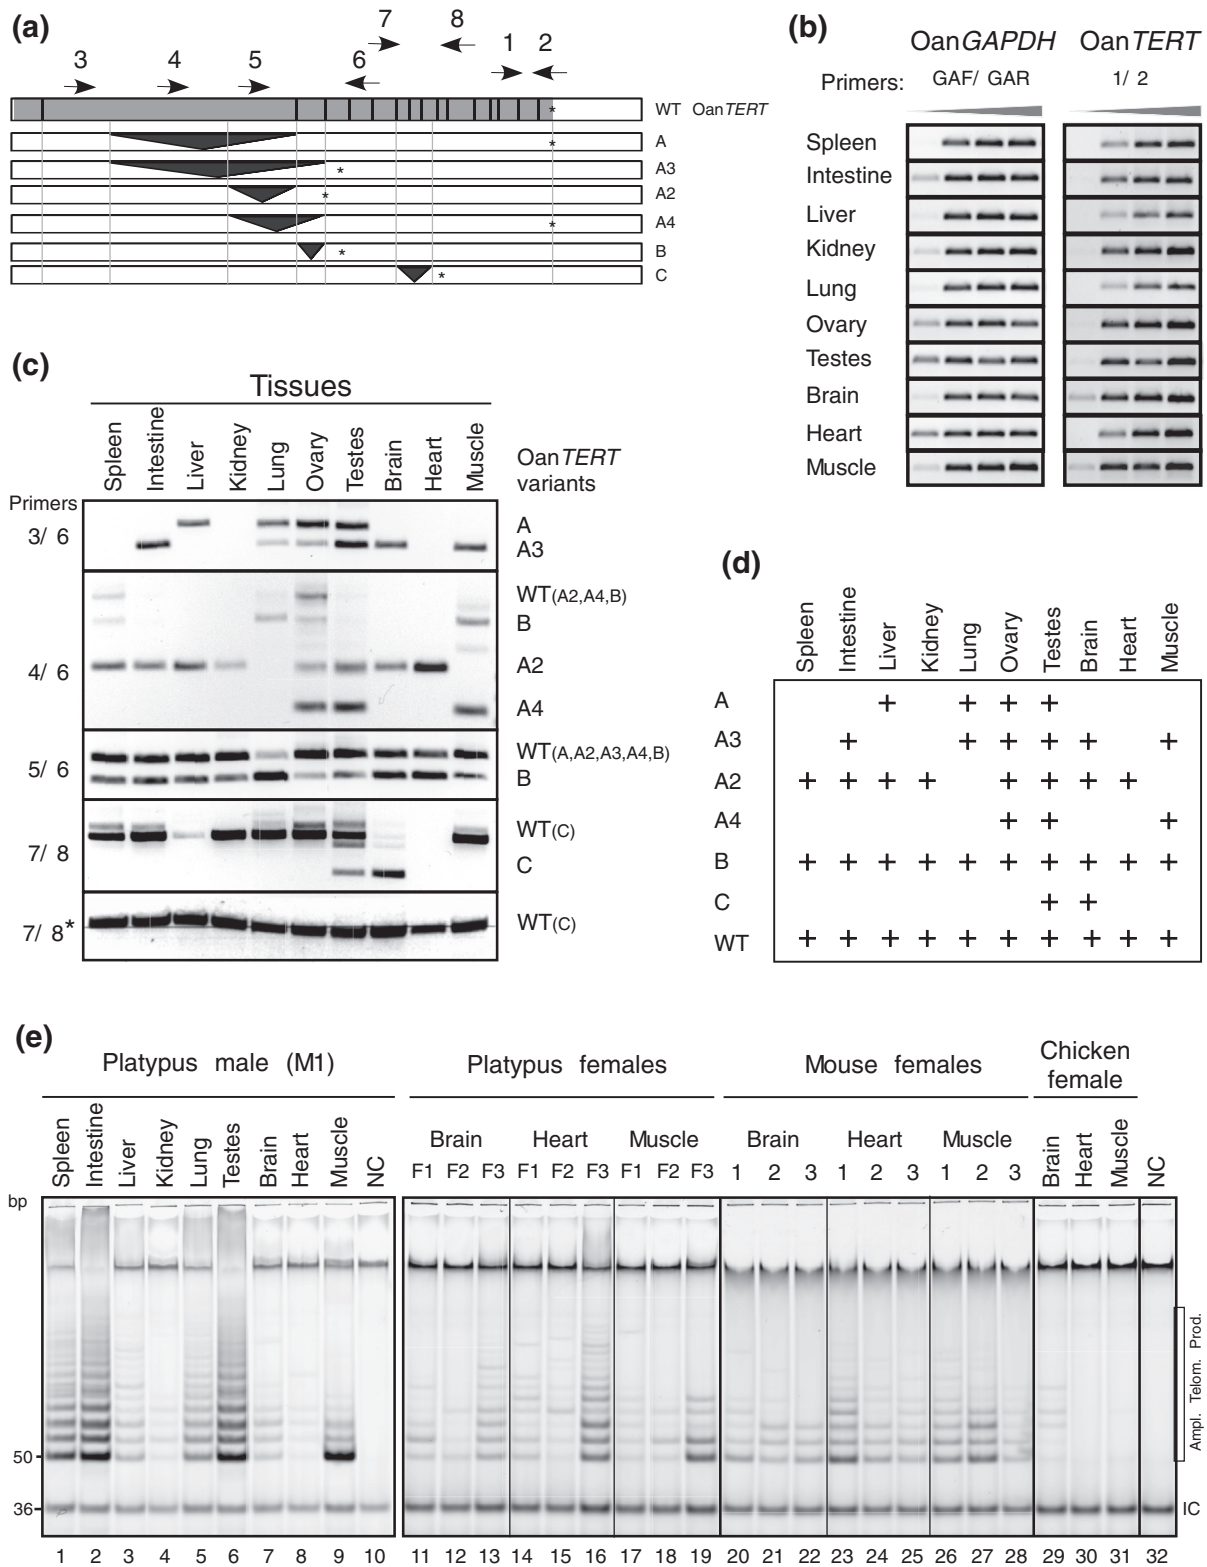 (a)
7 8
3 4 5 6 1 2
* WT OanTERT
* A
* A3
* A2
* A4
* B
* C
(b)
OanGAPDH OanTERT
Primers: GAF/ GAR 1/ 2
Spleen
Intestine
Liver
Kidney
Lung
Ovary
Testes
Brain
Heart
Muscle
(c)
Tissues
Spleen Intestine Liver Kidney Lung Ovary Testes Brain Heart Muscle
OanTERT
variants
Primers
3/ 6
A
A3
4/ 6
WT(A2,A4,B)
B
A2
A4
5/ 6
WT(A,A2,A3,A4,B)
B
7/ 8
WT(C)
C
7/ 8* WT(C)
(d)
Spleen Intestine Liver Kidney Lung Ovary Testes Brain Heart Muscle
A + + + +
A3 + + + + + +
A2 + + + + + + + +
A4 + + +
B + + + + + + + + + +
C + +
WT + + + + + + + + + +
(e)
Platypus male (M1) Platypus females Mouse females Chicken female
Spleen Intestine Liver Kidney Lung Testes Brain Heart Muscle NC
Brain Heart Muscle Brain Heart Muscle
F1 F2 F3 F1 F2 F3 F1 F2 F3 1 2 3 1 2 3 1 2 3
Brain Heart Muscle NC
bp
50
36
Ampl. Telom. Prod.
IC
1 2 3 4 5 6 7 8 9 10 11 12 13 14 15 16 17 18 19 20 21 22 23 24 25 26 27 28 29 30 31 32